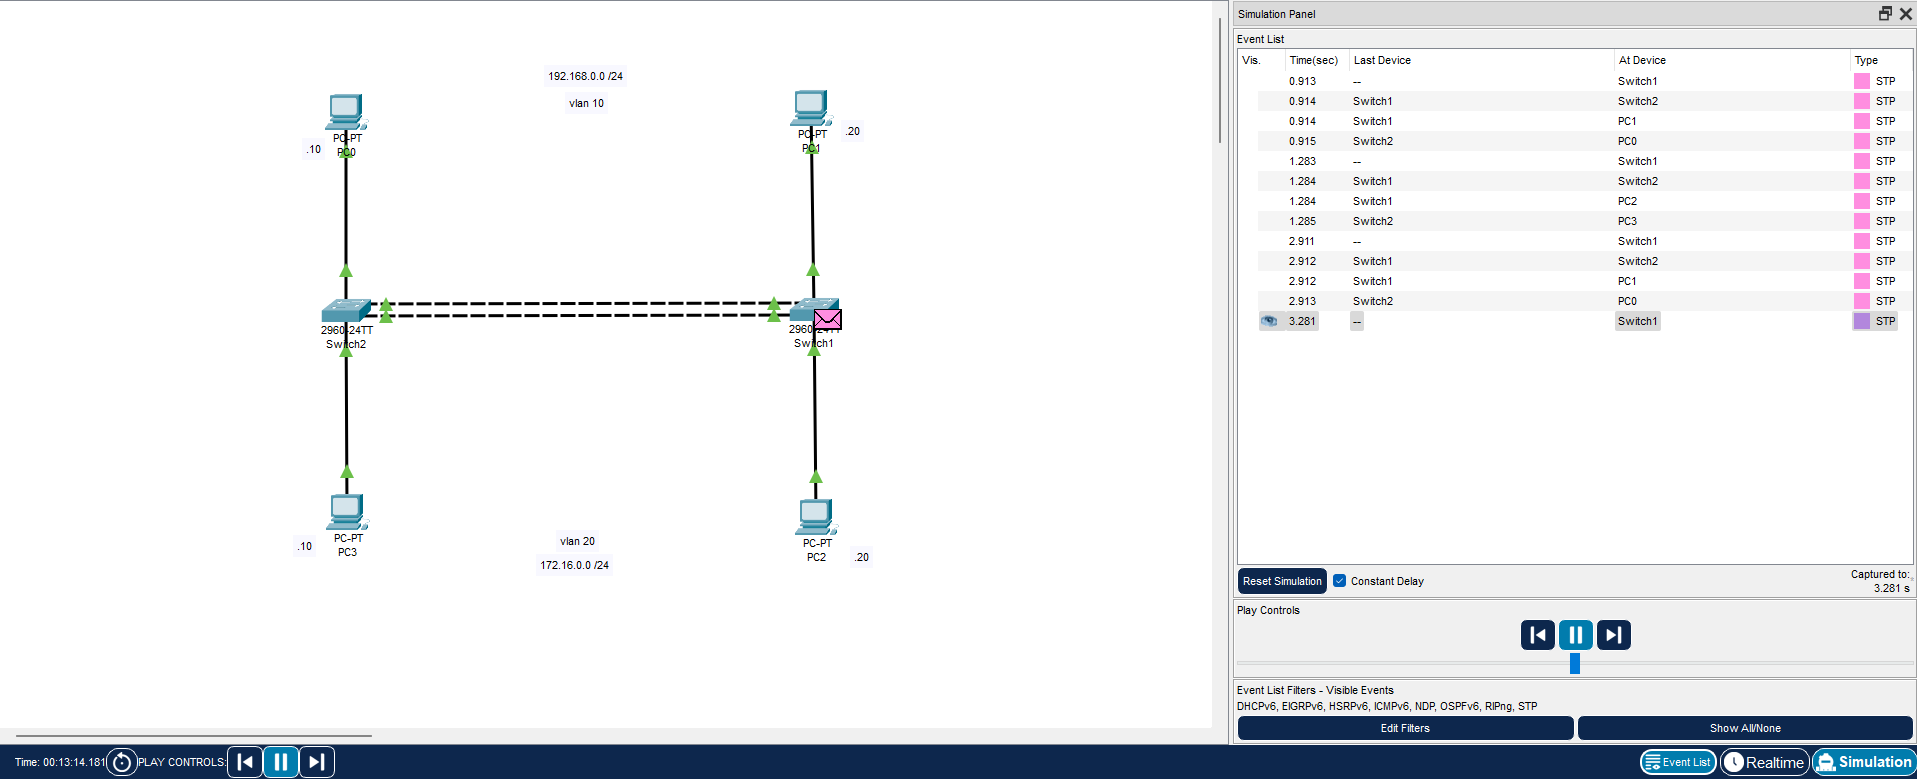 192.168.0.0 /24
vlan 10
PC-PT
PC0
.10
PC-PT
PC1
.20
2960-24TT
Switch2
2960-24TT
Switch1
PC-PT
PC3
.10
vlan 20
172.16.0.0 /24
PC-PT
PC2
.20
Simulation Panel
Event List
Vis. Time(sec) Last Device At Device Type
0.913 -- Switch1 STP
0.914 Switch1 Switch2 STP
0.914 Switch1 PC1 STP
0.915 Switch2 PC0 STP
1.283 -- Switch1 STP
1.284 Switch1 Switch2 STP
1.284 Switch1 PC2 STP
1.285 Switch2 PC3 STP
2.911 -- Switch1 STP
2.912 Switch1 Switch2 STP
2.912 Switch1 PC1 STP
2.913 Switch2 PC0 STP
3.281 -- Switch1 STP
Reset Simulation Constant Delay
Captured to:
3.281 s
Play Controls
Event List Filters - Visible Events
DHCPv6, EIGRPv6, HSRPv6, ICMPv6, NDP, OSPFv6, RIPng, STP
Edit Filters Show All/None
Time: 00:13:14.181 PLAY CONTROLS: Event List Realtime Simulation